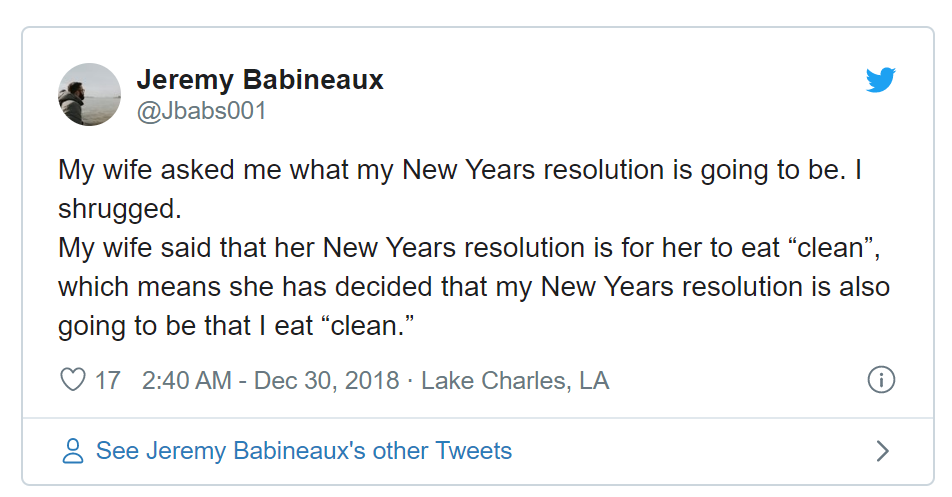 Jeremy Babineaux
@Jbabs001
My wife asked me what my New Years resolution is going to be. I
shrugged.
My wife said that her New Years resolution is for her to eat “clean”,
which means she has decided that my New Years resolution is also
going to be that I eat “clean.”
17 2:40 AM - Dec 30, 2018 · Lake Charles, LA
See Jeremy Babineaux's other Tweets